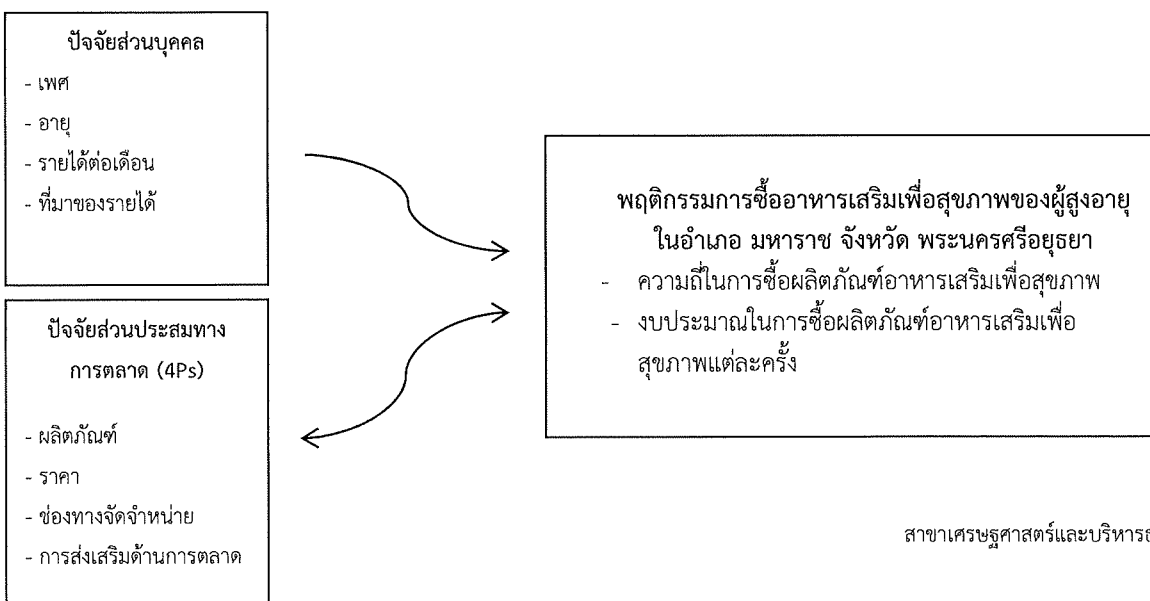 ปัจจัยส่วนบุคคล
- เพศ
- อายุ
- รายได้ต่อเดือน
- ที่มาของรายได้
ปัจจัยส่วนประสมทาง
การตลาด (4Ps)
- ผลิตภัณฑ์
- ราคา
- ช่องทางจัดจำหน่าย
- การส่งเสริมด้านการตลาด
พฤติกรรมการซื้ออาหารเสริมเพื่อสุขภาพของผู้สูงอายุ
ในอำเภอ มหาราช จังหวัด พระนครศรีอยุธยา
- ความถี่ในการซื้อผลิตภัณฑ์อาหารเสริมเพื่อสุขภาพ
- งบประมาณในการซื้อผลิตภัณฑ์อาหารเสริมเพื่อ
สุขภาพแต่ละครั้ง
สาขาเศรษฐศาสตร์และบริหาร